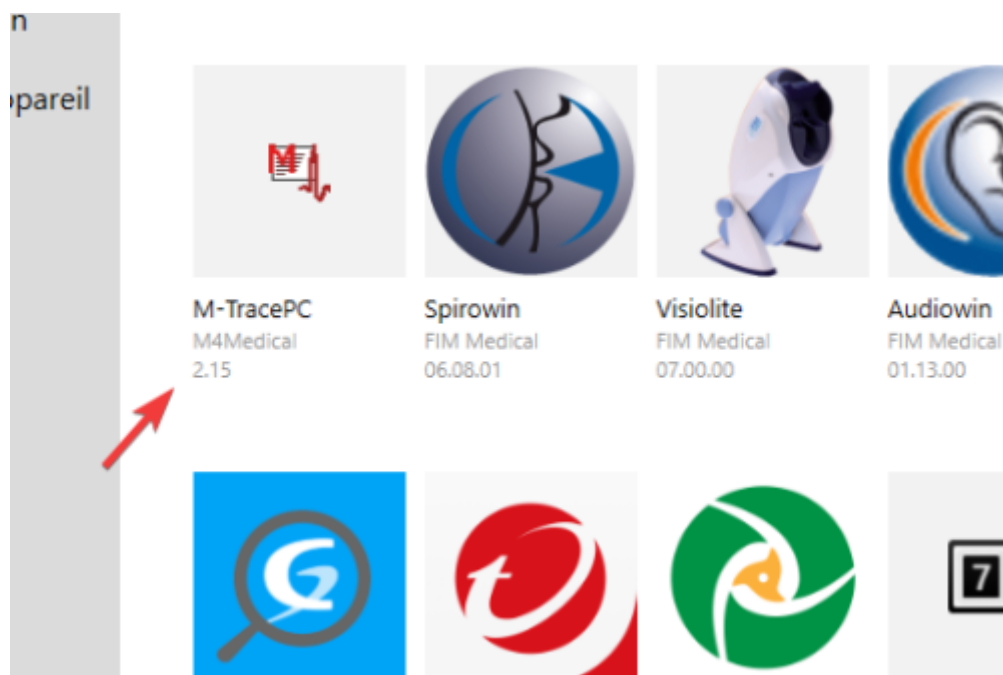 n
ppareil
M-TracePC
M4Medical
2.15
Spirowin
FIM Medical
06.08.01
Visiolite
FIM Medical
07.00.00
Audiowin
FIM Medical
01.13.00
M
7